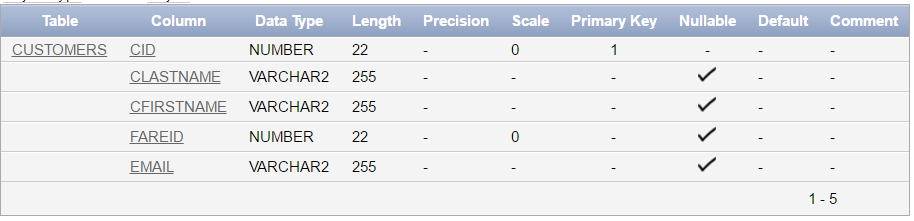 Table Column Data Type Length Precision Scale Primary Key Nullable Default Comment
CUSTOMERS CID NUMBER 22 - 0 1 - - -
CLASTNAME VARCHAR2 255 - - - ✓ - -
CFIRSTNAME VARCHAR2 255 - - - ✓ - -
FAREID NUMBER 22 - 0 - ✓ - -
EMAIL VARCHAR2 255 - - - ✓ - -
1 - 5